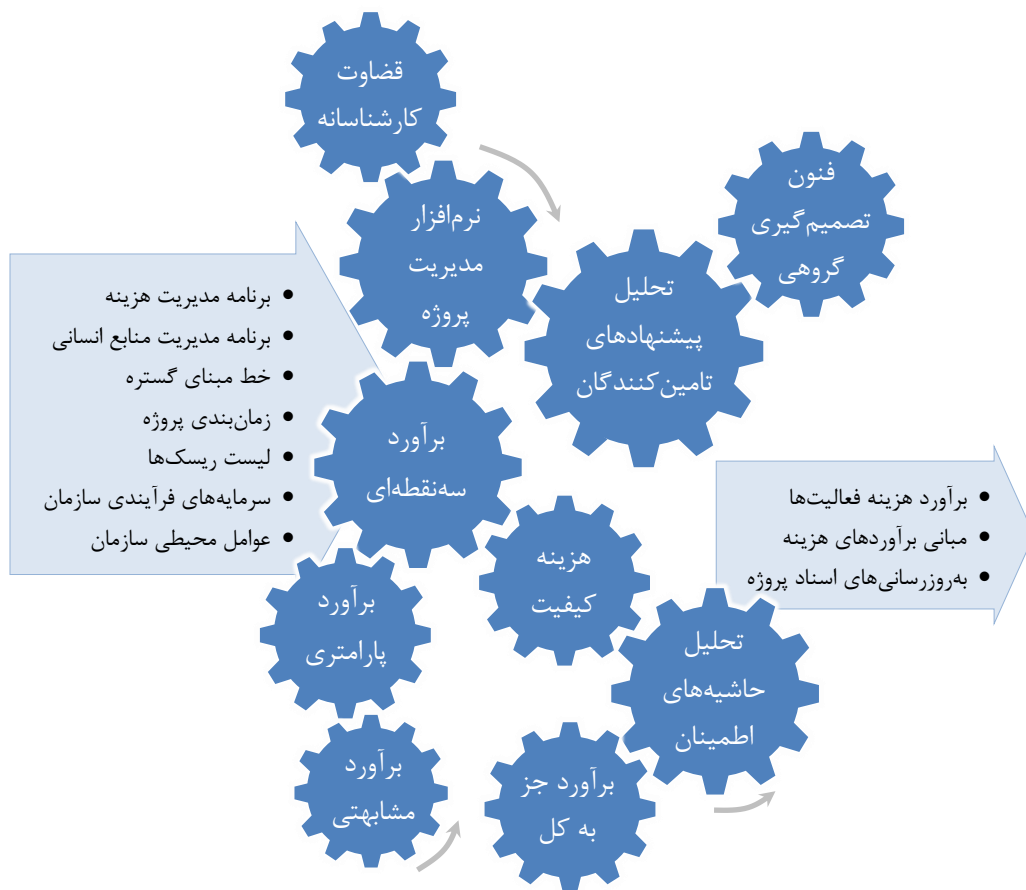 قضاوت
کارشناسانه
نرم‌افزار
مدیریت
پروژه
فنون
تصمیم‌گیری
گروهی
تحلیل
پیشنهادهای
تامین‌کنندگان
• برنامه مدیریت هزینه
• برنامه مدیریت منابع انسانی
• خط مبنای گستره
• زمان‌بندی پروژه
• لیست ریسک‌ها
• سرمایه‌های فرآیندی سازمان
• عوامل محیطی سازمان
برآورد
سه‌نقطه‌ای
هزینه
کیفیت
• برآورد هزینه فعالیت‌ها
• مبانی برآوردهای هزینه
• به‌روزرسانی‌های اسناد پروژه
برآورد
پارامتری
تحلیل
حاشیه‌های
اطمینان
برآورد
مشابهتی
برآورد جز
به کل